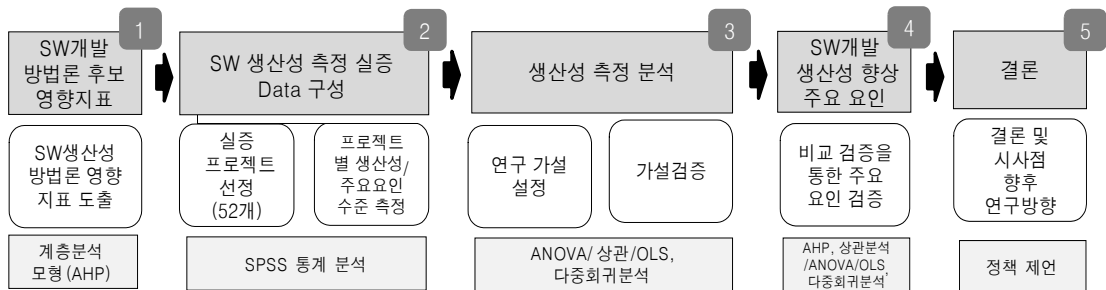 1
SW개발
방법론 후보
영향지표
2
SW 생산성 측정 실증
Data 구성
3
생산성 측정 분석
4
SW개발
생산성 향상
주요 요인
5
결론
SW생산성
방법론 영향
지표 도출
실증
프로젝트
선정
(52개)
프로젝트
별 생산성/
주요요인
수준 측정
연구 가설
설정
가설검증
비교 검증을
통한 주요
요인 검증
결론 및
시사점
향후
연구방향
계층분석
모형(AHP)
SPSS 통계 분석
ANOVA/ 상관/OLS,
다중회귀분석
AHP, 상관분석
/ANOVA/OLS,
다중회귀분석
정책 제언